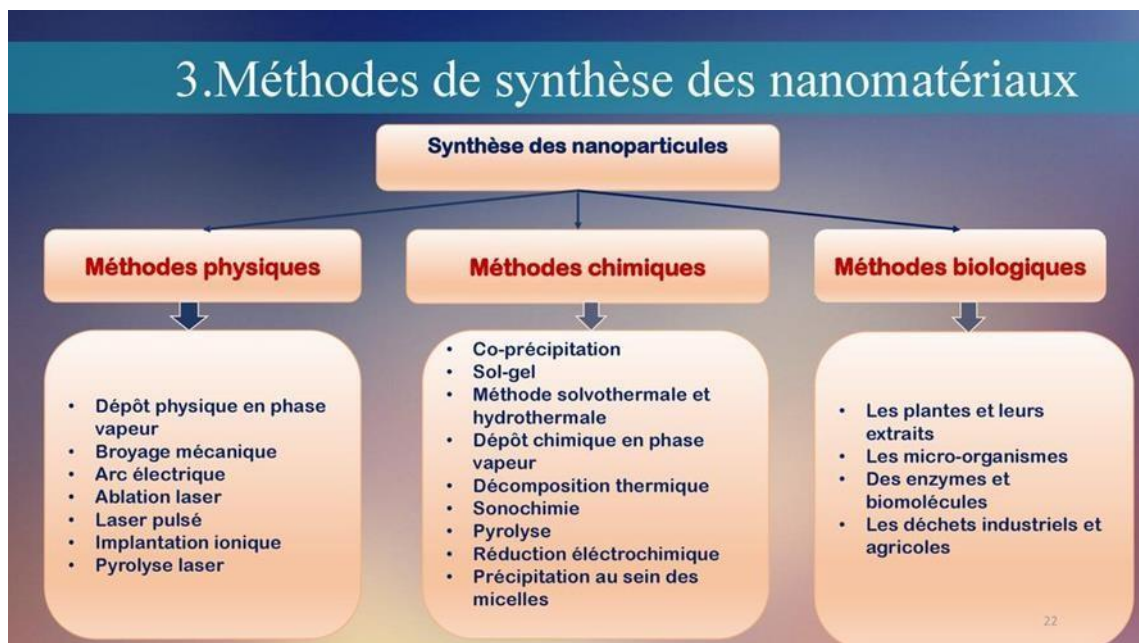 3.Méthodes de synthèse des nanomatériaux
Synthèse des nanoparticules
Méthodes physiques
Méthodes chimiques
Méthodes biologiques
• Dépôt physique en phase
vapeur
• Broyage mécanique
• Arc électrique
• Ablation laser
• Laser pulsé
• Implantation ionique
• Pyrolyse laser
• Co-précipitation
• Sol-gel
• Méthode solvothermale et
hydrothermale
• Dépôt chimique en phase
vapeur
• Décomposition thermique
• Sonochimie
• Pyrolyse
• Réduction éléctrochimique
• Précipitation au sein des
micelles
• Les plantes et leurs
extraits
• Les micro-organismes
• Des enzymes et
biomolécules
• Les déchets industriels et
agricoles
22